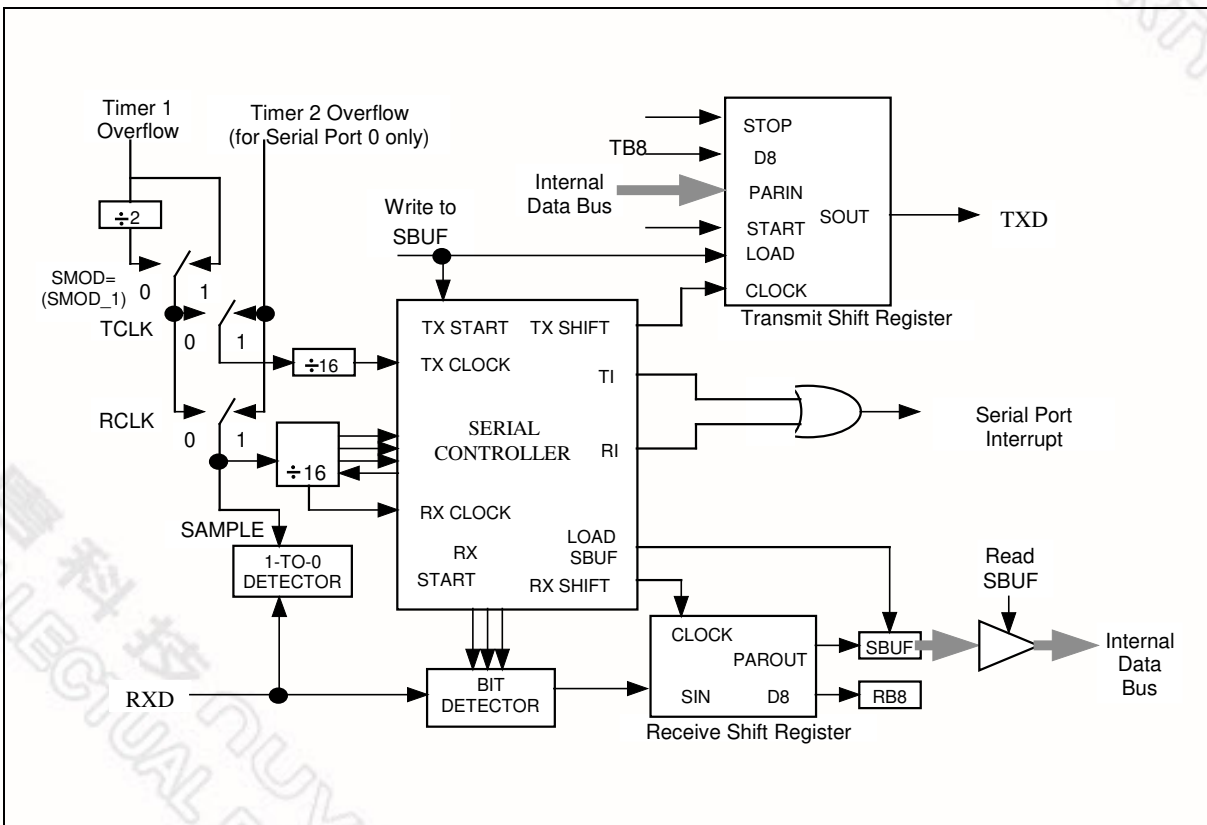 Timer 1
Overflow
Timer 2 Overflow
(for Serial Port 0 only)
÷2
SMOD=
(SMOD_1)
0
1
TCLK
0
1
RCLK
0
1
÷16
÷16
SAMPLE
1-TO-0
DETECTOR
RXD
Write to
SBUF
TX START
TX SHIFT
TX CLOCK
TI
SERIAL
CONTROLLER
RI
RX CLOCK
LOAD
SBUF
RX
START
RX SHIFT
BIT
DETECTOR
TB8
Internal
Data Bus
STOP
D8
PARIN
SOUT
START
LOAD
CLOCK
Transmit Shift Register
TXD
Serial Port
Interrupt
CLOCK
PAROUT
SIN
D8
Receive Shift Register
SBUF
RB8
Read
SBUF
Internal
Data
Bus
科技